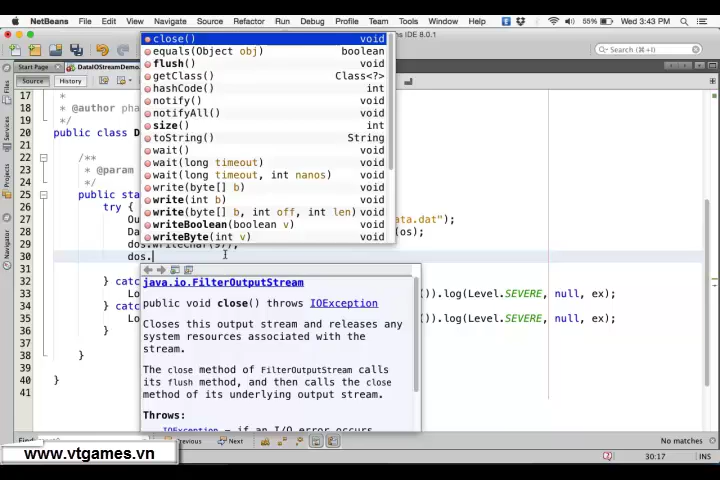 NetBeans File Edit View Navigate Source Refactor Run Debug Profile Team Tools Window Help 55% Wed 3:43 PM
IDE 8.0.1
Search (⌘+I)
Start Page DataIOStreamDemo.
Source History
Files
Services
Projects
Navigator
close() void
equals(Object obj) boolean
flush() void
getClass() Class<?>
hashCode() int
notify() void
notifyAll() void
size() int
toString() String
wait() void
wait(long timeout) void
wait(long timeout, int nanos) void
write(byte[] b) void
write(int b) void
write(byte[] b, int off, int len) void
writeBoolean(boolean v) void
writeByte(int v) void
17 *
18 * @author pha
19 */
20 public class D
21
22 /**
23 * @param
24 */
25 public sta
26 try {
27 Ou ata.dat");
28 Da (os);
29 dos.writeChar(97);
30 dos.
31
32 } catc
33 Lo ()).log(Level.SEVERE, null, ex);
34 } catc
35 Lo ()).log(Level.SEVERE, null, ex);
36 }
37
38 }
39
40 }
41
java.io.FilterOutputStream
public void close() throws IOException
Closes this output stream and releases any
system resources associated with the
stream.
The close method of FilterOutputStream calls
its flush method, and then calls the close
method of its underlying output stream.
Throws:
IOException - if an I/O error occurs
Previous Next No matches
www.vtgames.vn
30:17 INS